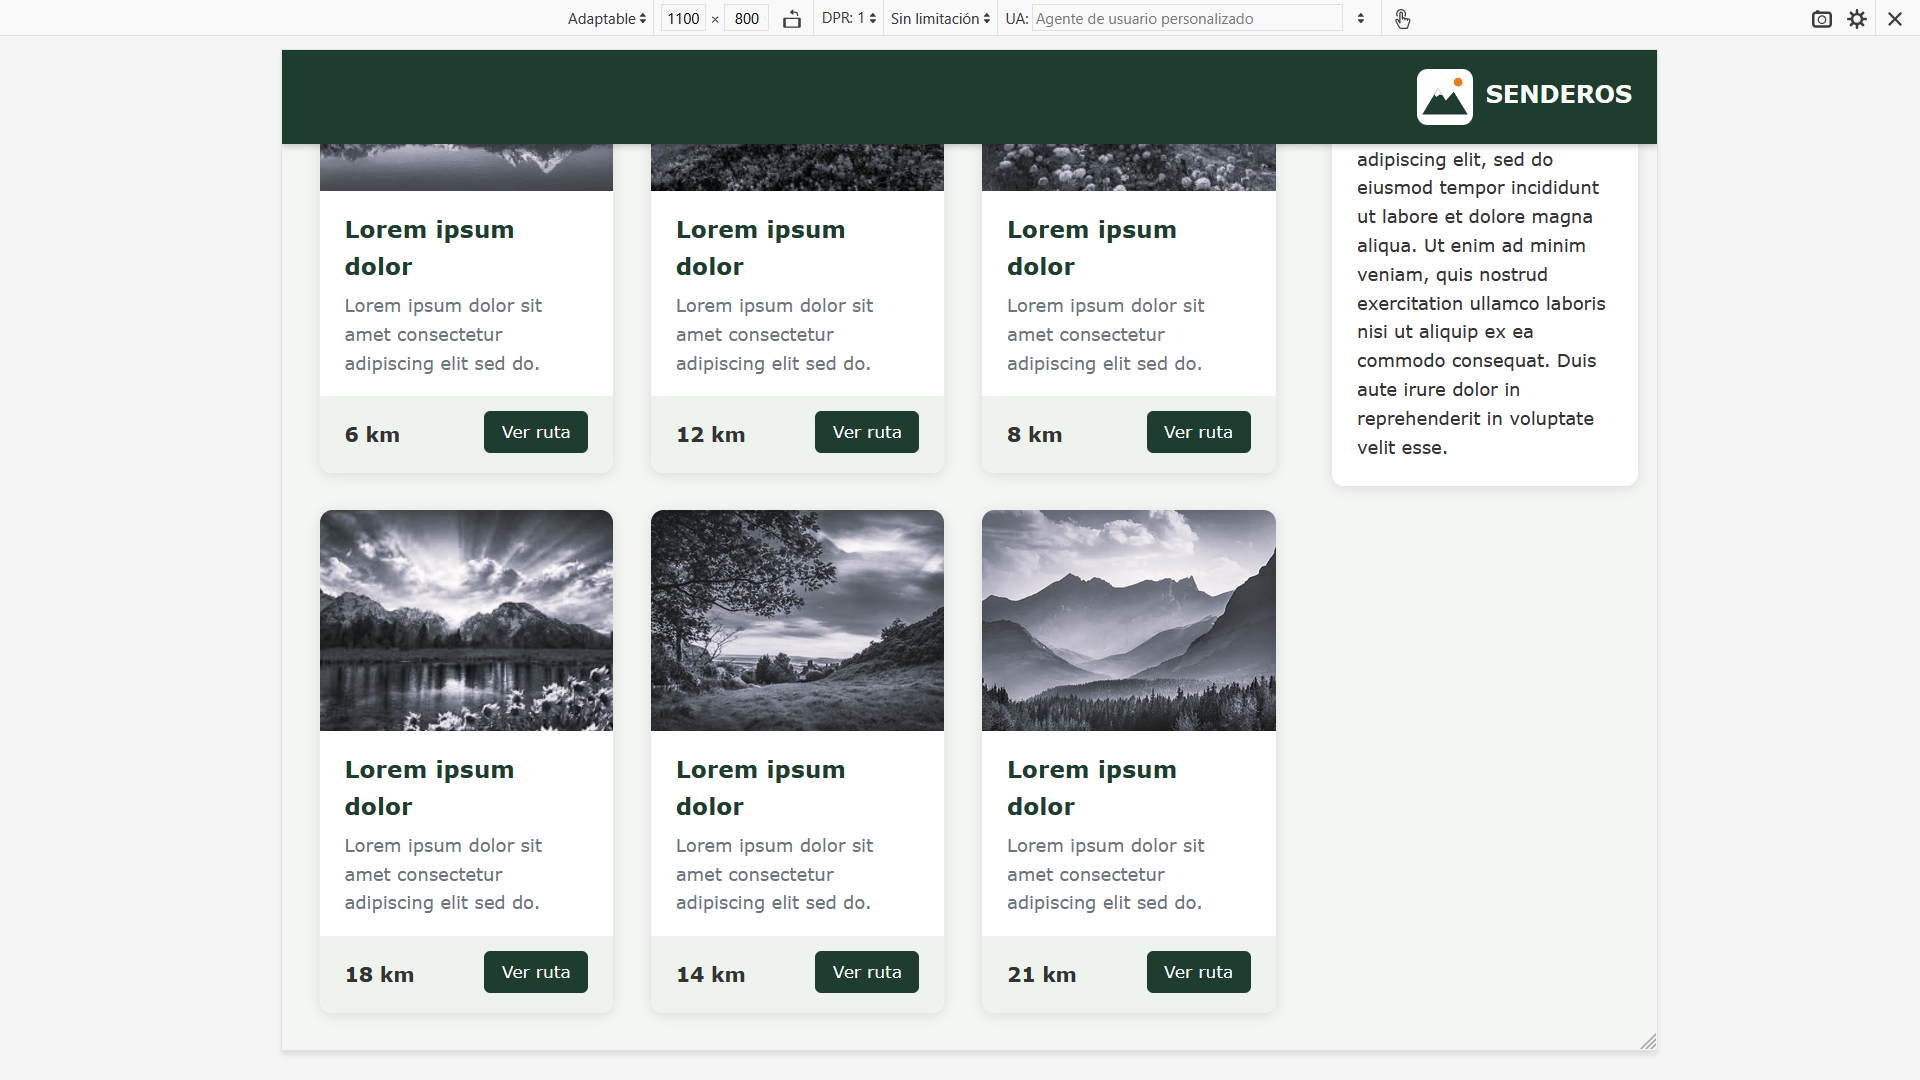 Adaptable 1100 × 800 DPR: 1 Sin limitación UA: Agente de usuario personalizado
SENDEROS
Lorem ipsum
dolor
Lorem ipsum dolor sit
amet consectetur
adipiscing elit sed do.
6 km Ver ruta
Lorem ipsum
dolor
Lorem ipsum dolor sit
amet consectetur
adipiscing elit sed do.
12 km Ver ruta
Lorem ipsum
dolor
Lorem ipsum dolor sit
amet consectetur
adipiscing elit sed do.
8 km Ver ruta
adipiscing elit, sed do
eiusmod tempor incididunt
ut labore et dolore magna
aliqua. Ut enim ad minim
veniam, quis nostrud
exercitation ullamco laboris
nisi ut aliquip ex ea
commodo consequat. Duis
aute irure dolor in
reprehenderit in voluptate
velit esse.
Lorem ipsum
dolor
Lorem ipsum dolor sit
amet consectetur
adipiscing elit sed do.
18 km Ver ruta
Lorem ipsum
dolor
Lorem ipsum dolor sit
amet consectetur
adipiscing elit sed do.
14 km Ver ruta
Lorem ipsum
dolor
Lorem ipsum dolor sit
amet consectetur
adipiscing elit sed do.
21 km Ver ruta